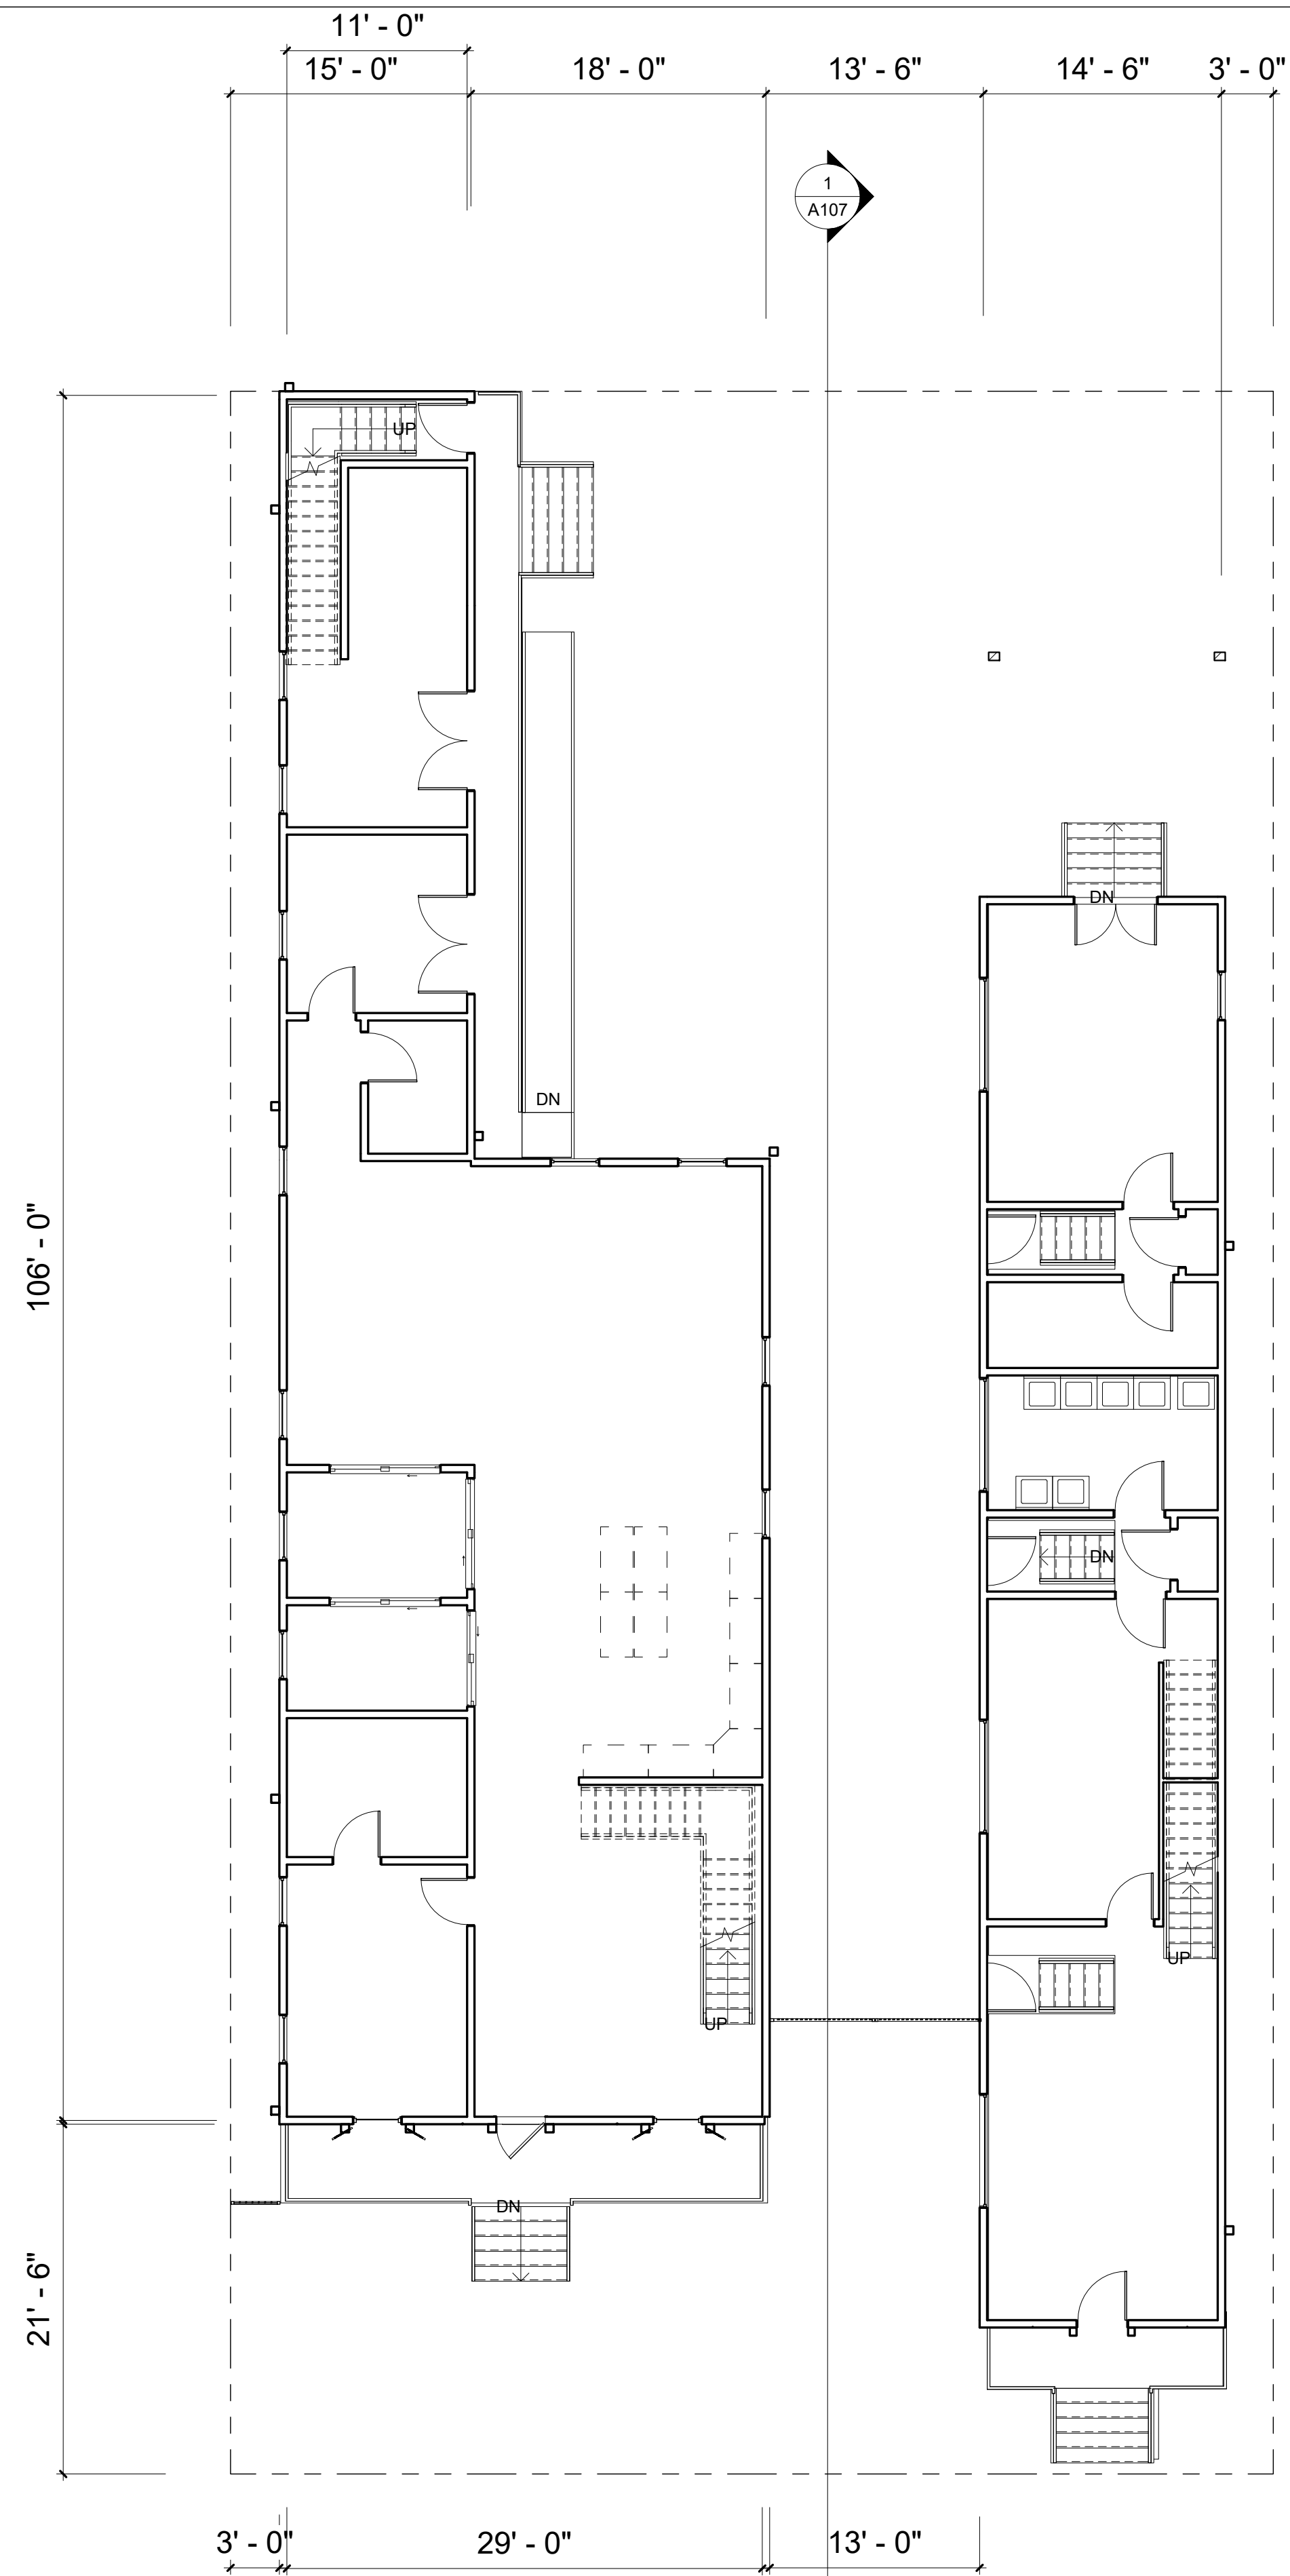 11' - 0"
15' - 0"
18' - 0"
13' - 6"
14' - 6"
3' - 0"
1
A107
UP
DN
DN
106' - 0"
DN
UP
UP
DN
21' - 6"
3' - 0"
29' - 0"
13' - 0"